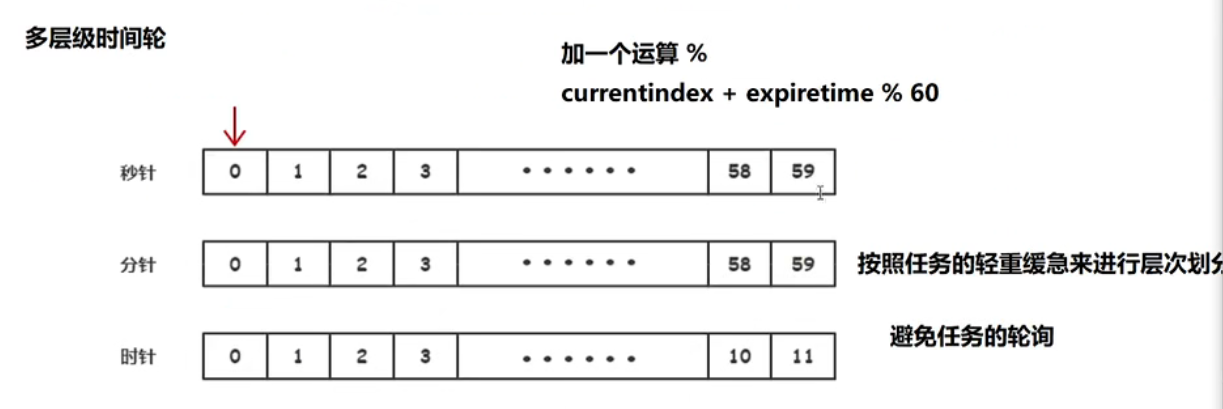 多层级时间轮
加一个运算 %
currentindex + expiretime % 60
秒针 0 1 2 3 • • • • • • 58 59
分针 0 1 2 3 • • • • • • 58 59
按照任务的轻重缓急来进行层次划分
避免任务的轮询
时针 0 1 2 3 • • • • • • 10 11